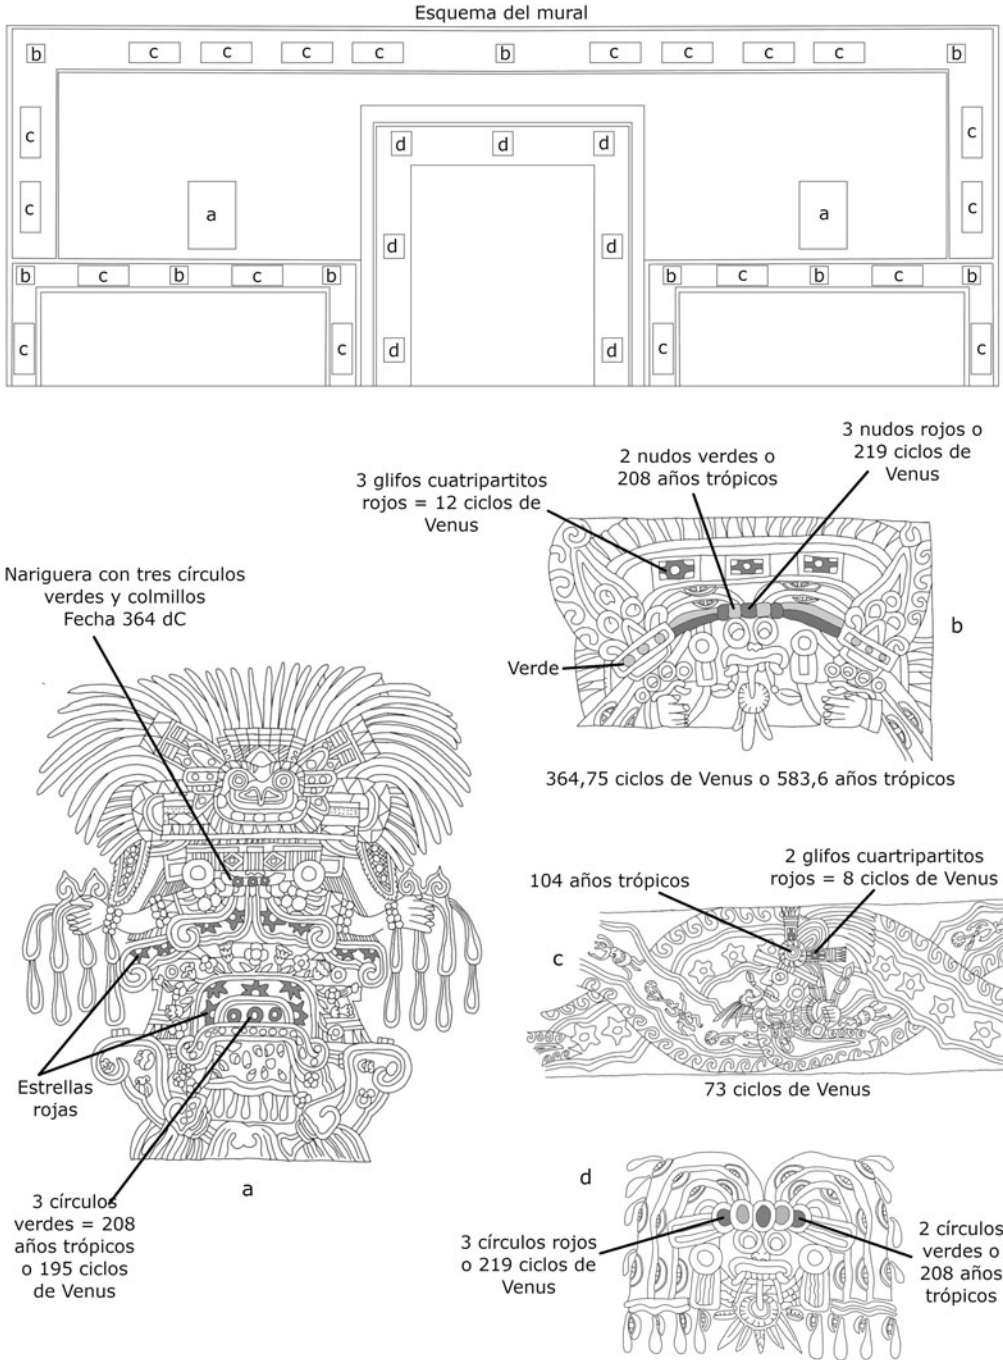 Esquema del mural
b c c c c b c c c c b
c c
c c
a a
d d d
d d
d d
b c b c b b c b c b
c c c c
3 nudos rojos o
219 ciclos de
Venus
2 nudos verdes o
208 años trópicos
3 glifos cuatripartitos
rojos = 12 ciclos de
Venus
b
Verde
364,75 ciclos de Venus o 583,6 años trópicos
Nariguera con tres círculos
verdes y colmillos
Fecha 364 dC
Estrellas
rojas
3 círculos
verdes = 208
años trópicos
o 195 ciclos
de Venus
a
2 glifos cuartripartitos
rojos = 8 ciclos de Venus
104 años trópicos
c
73 ciclos de Venus
d
3 círculos rojos
o 219 ciclos de
Venus
2 círculos
verdes o
208 años
trópicos